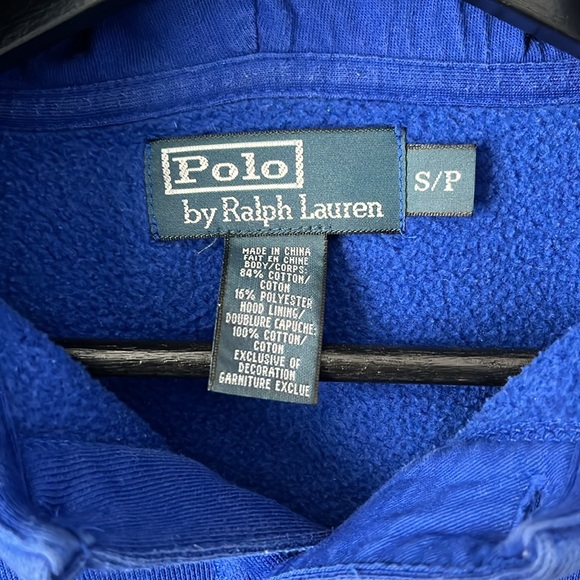 Polo
by Ralph Lauren
S/P
MADE IN CHINA
FAIT EN CHINE
BODY/CORPS:
84% COTTON/
COTON
16% POLYESTER
HOOD LINING/
DOUBLURE CAPUCHE:
100% COTTON/
COTON
EXCLUSIVE OF
DECORATION
GARNITURE EXCLUE